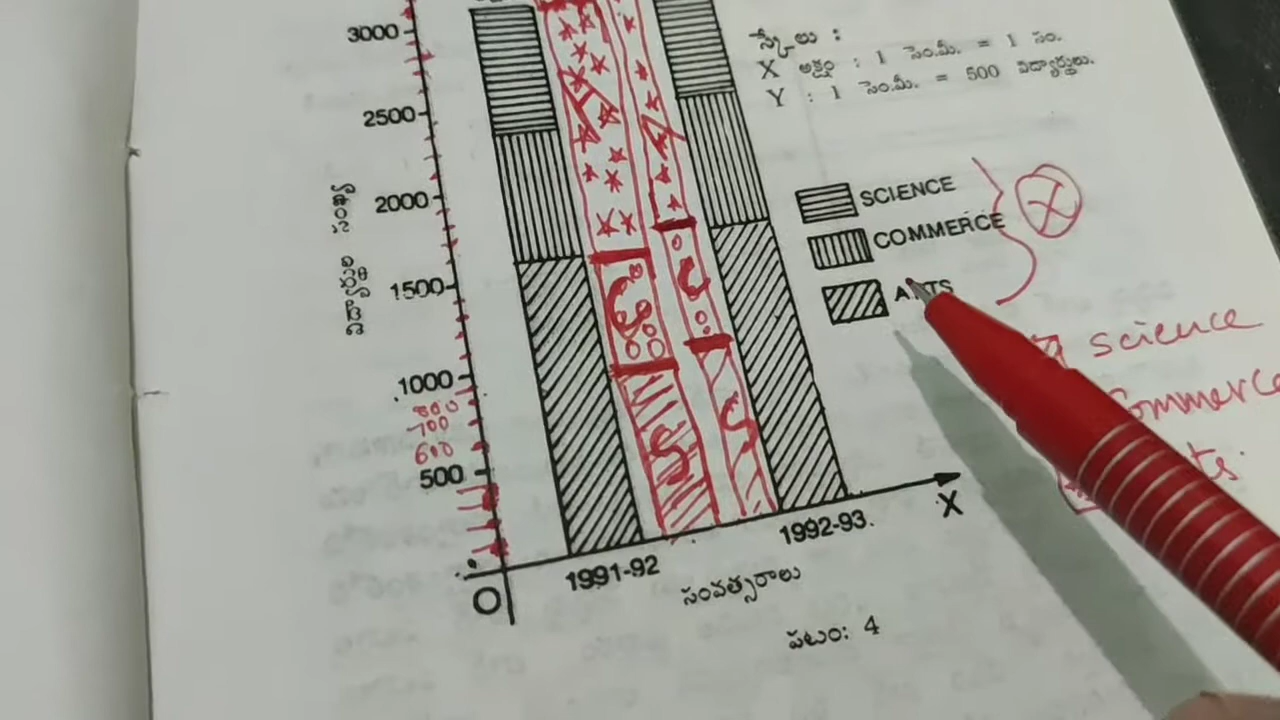 3000
2500
2000
1500
1000
800
700
600
500
విద్యార్థుల సంఖ్య
స్కేలు :
X అక్షం : 1 సెం.మీ. = 1 సం.
Y : 1 సెం.మీ. = 500 విద్యార్థులు.
SCIENCE
COMMERCE
ARTS
X
science
Commerce
1991-92
1992-93.
X
O
సంవత్సరాలు
పటం: 4